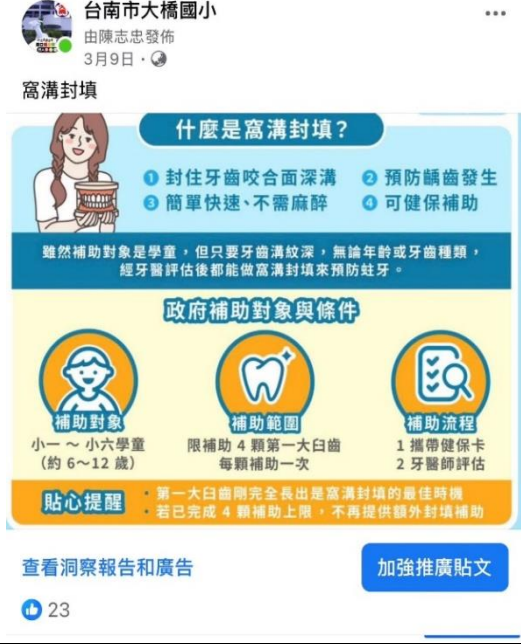 台南市大橋國小
由陳志忠發佈
3月9日
窩溝封填
什麼是窩溝封填？
1 封住牙齒咬合面深溝
2 預防齲齒發生
3 簡單快速、不需麻醉
4 可健保補助
雖然補助對象是學童，但只要牙齒溝紋深，無論年齡或牙齒種類，
經牙醫評估後都能做窩溝封填來預防蛀牙。
政府補助對象與條件
補助對象
小一 ～ 小六學童
（約 6～12 歲）
補助範圍
限補助 4 顆第一大臼齒
每顆補助一次
補助流程
1 攜帶健保卡
2 牙醫師評估
貼心提醒
· 第一大臼齒剛完全長出是窩溝封填的最佳時機
· 若已完成 4 顆補助上限，不再提供額外封填補助
查看洞察報告和廣告
加強推廣貼文
23